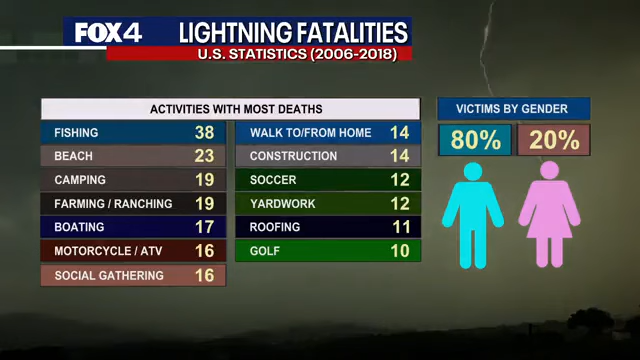 FOX 4
LIGHTNING FATALITIES
U.S. STATISTICS (2006-2018)
ACTIVITIES WITH MOST DEATHS
FISHING 38
BEACH 23
CAMPING 19
FARMING / RANCHING 19
BOATING 17
MOTORCYCLE / ATV 16
SOCIAL GATHERING 16
WALK TO/FROM HOME 14
CONSTRUCTION 14
SOCCER 12
YARDWORK 12
ROOFING 11
GOLF 10
VICTIMS BY GENDER
80% 20%